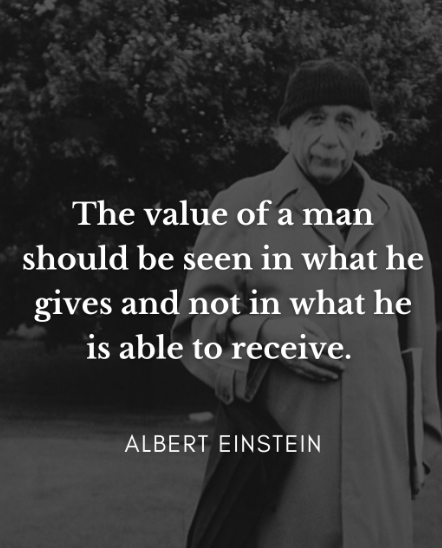 The value of a man
should be seen in what he
gives and not in what he
is able to receive.
ALBERT EINSTEIN